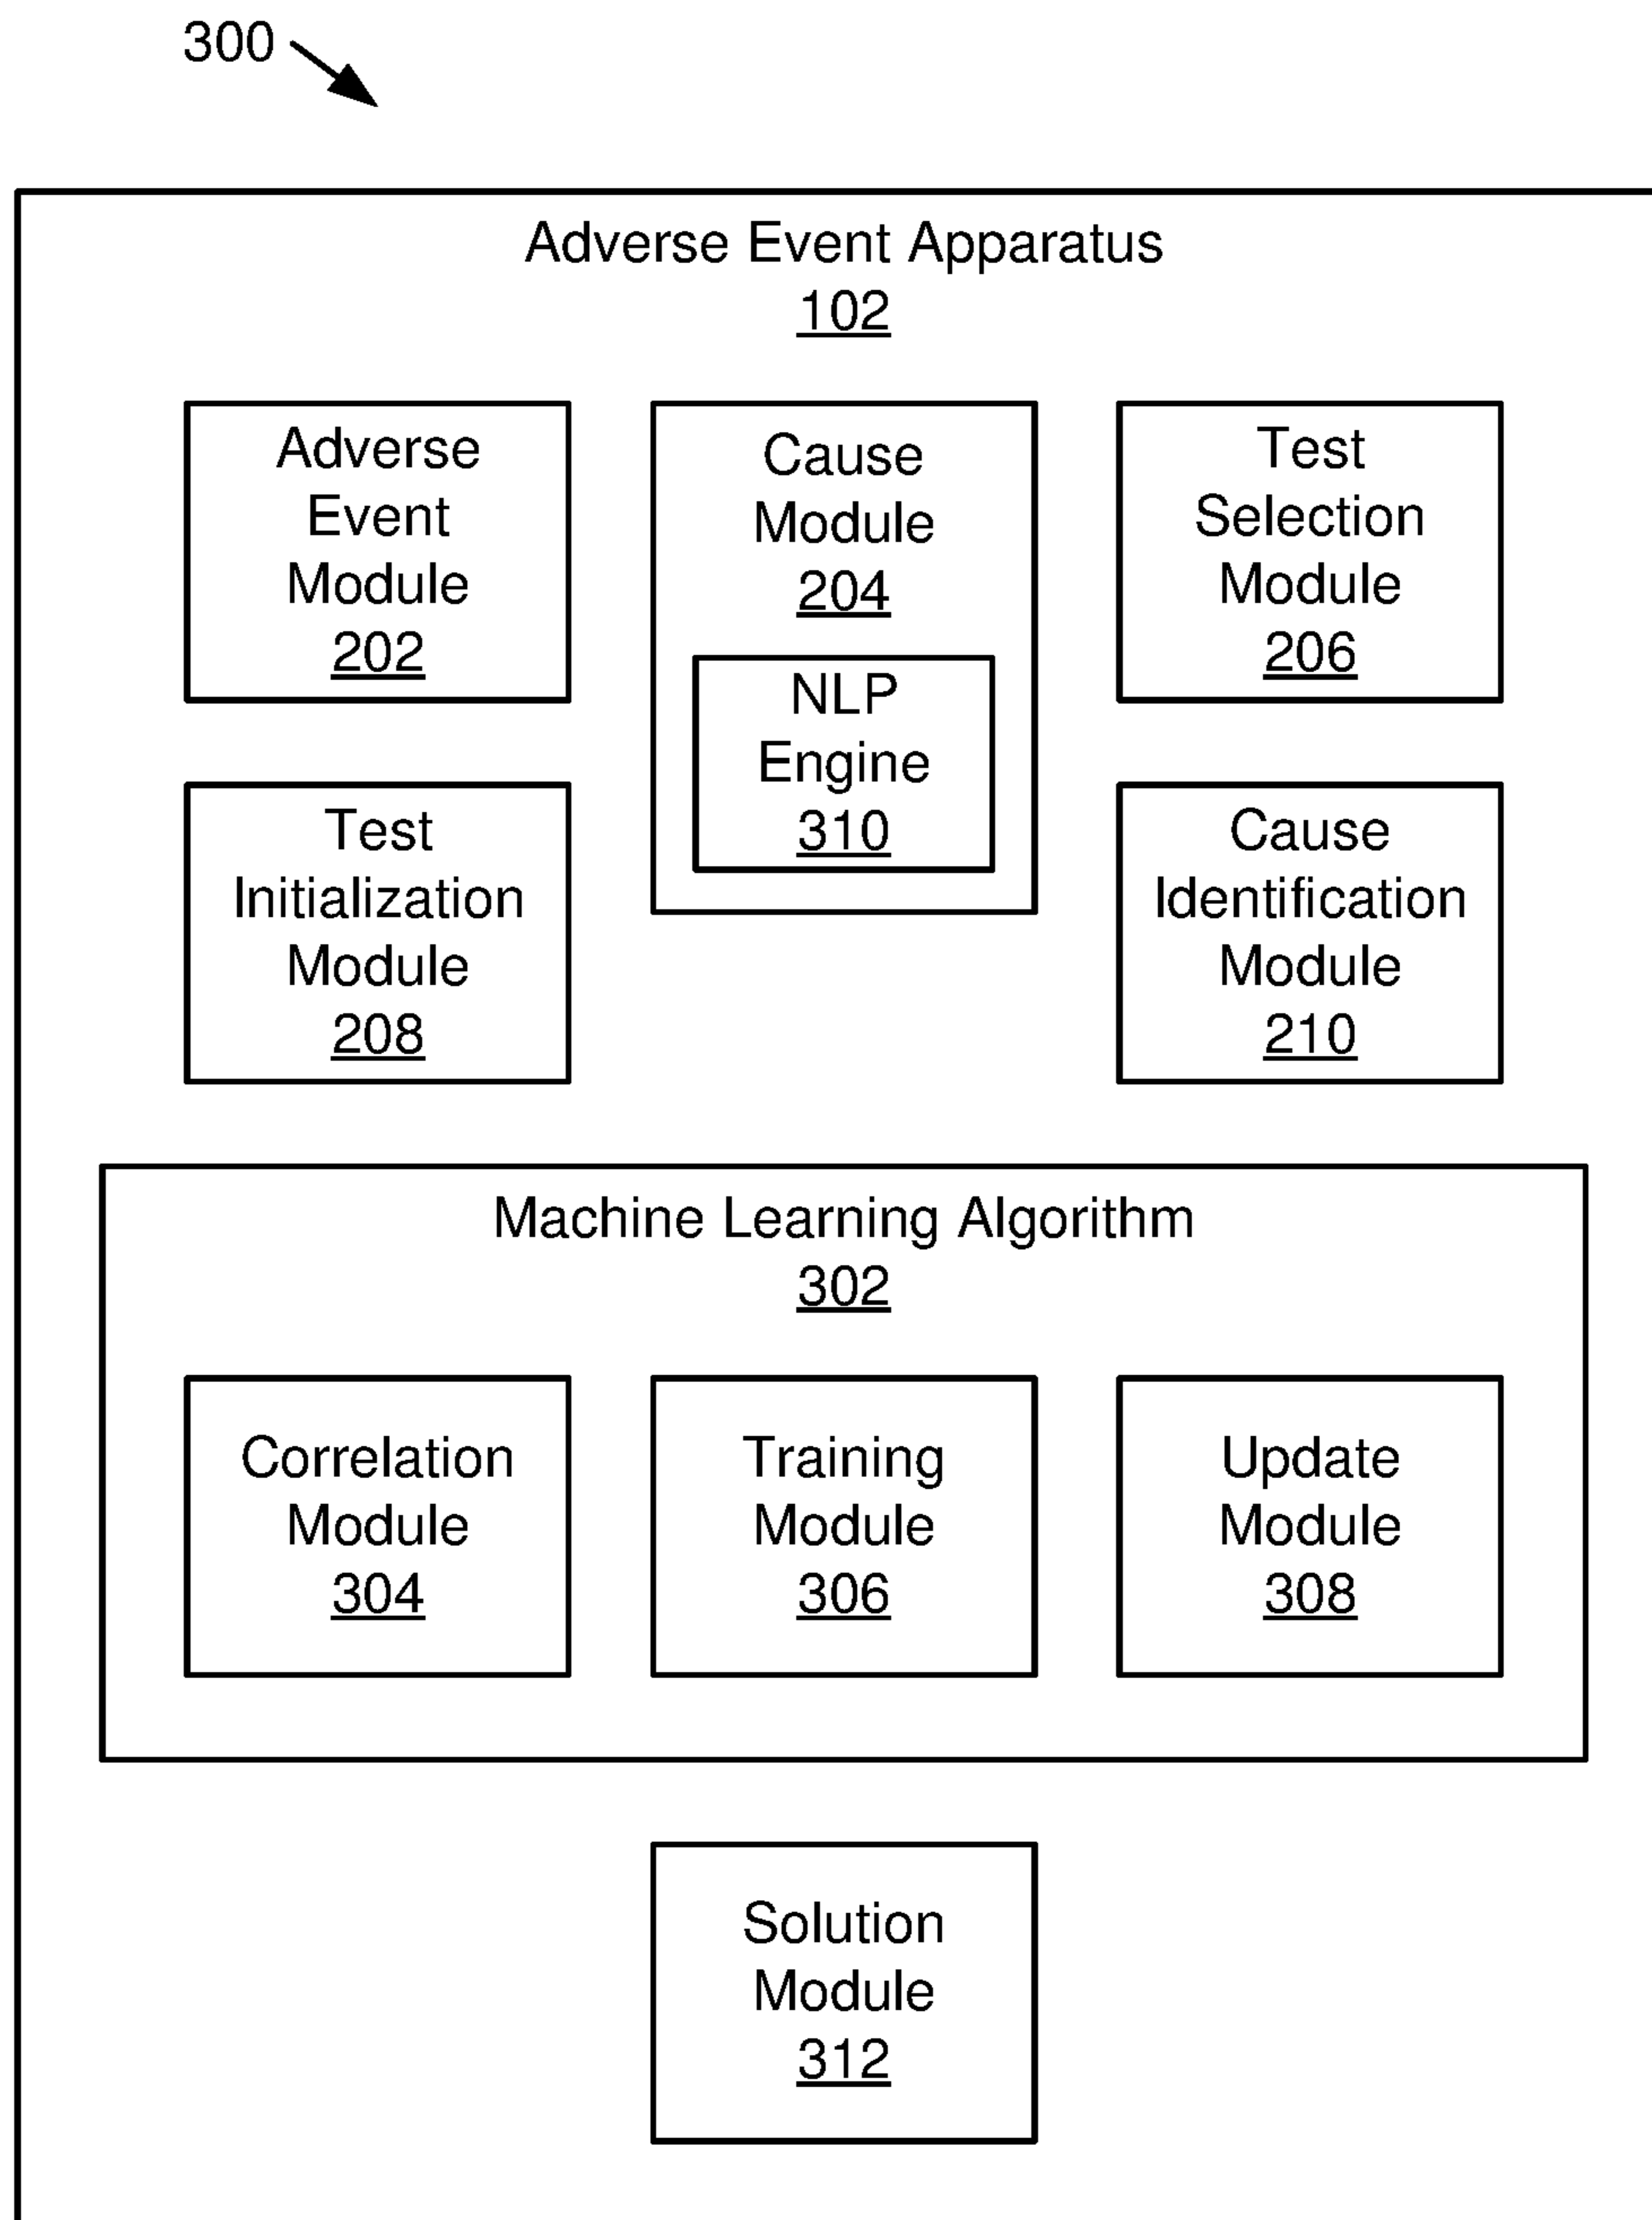 300
Adverse Event Apparatus
102
Adverse
Event
Module
202
Cause
Module
204
NLP
Engine
310
Test
Selection
Module
206
Test
Initialization
Module
208
Cause
Identification
Module
210
Machine Learning Algorithm
302
Correlation
Module
304
Training
Module
306
Update
Module
308
Solution
Module
312